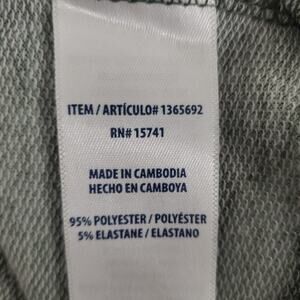 ITEM / ARTÍCULO# 1365692
RN# 15741
MADE IN CAMBODIA
HECHO EN CAMBOYA
95% POLYESTER / POLYÉSTER
5% ELASTANE / ELASTANO